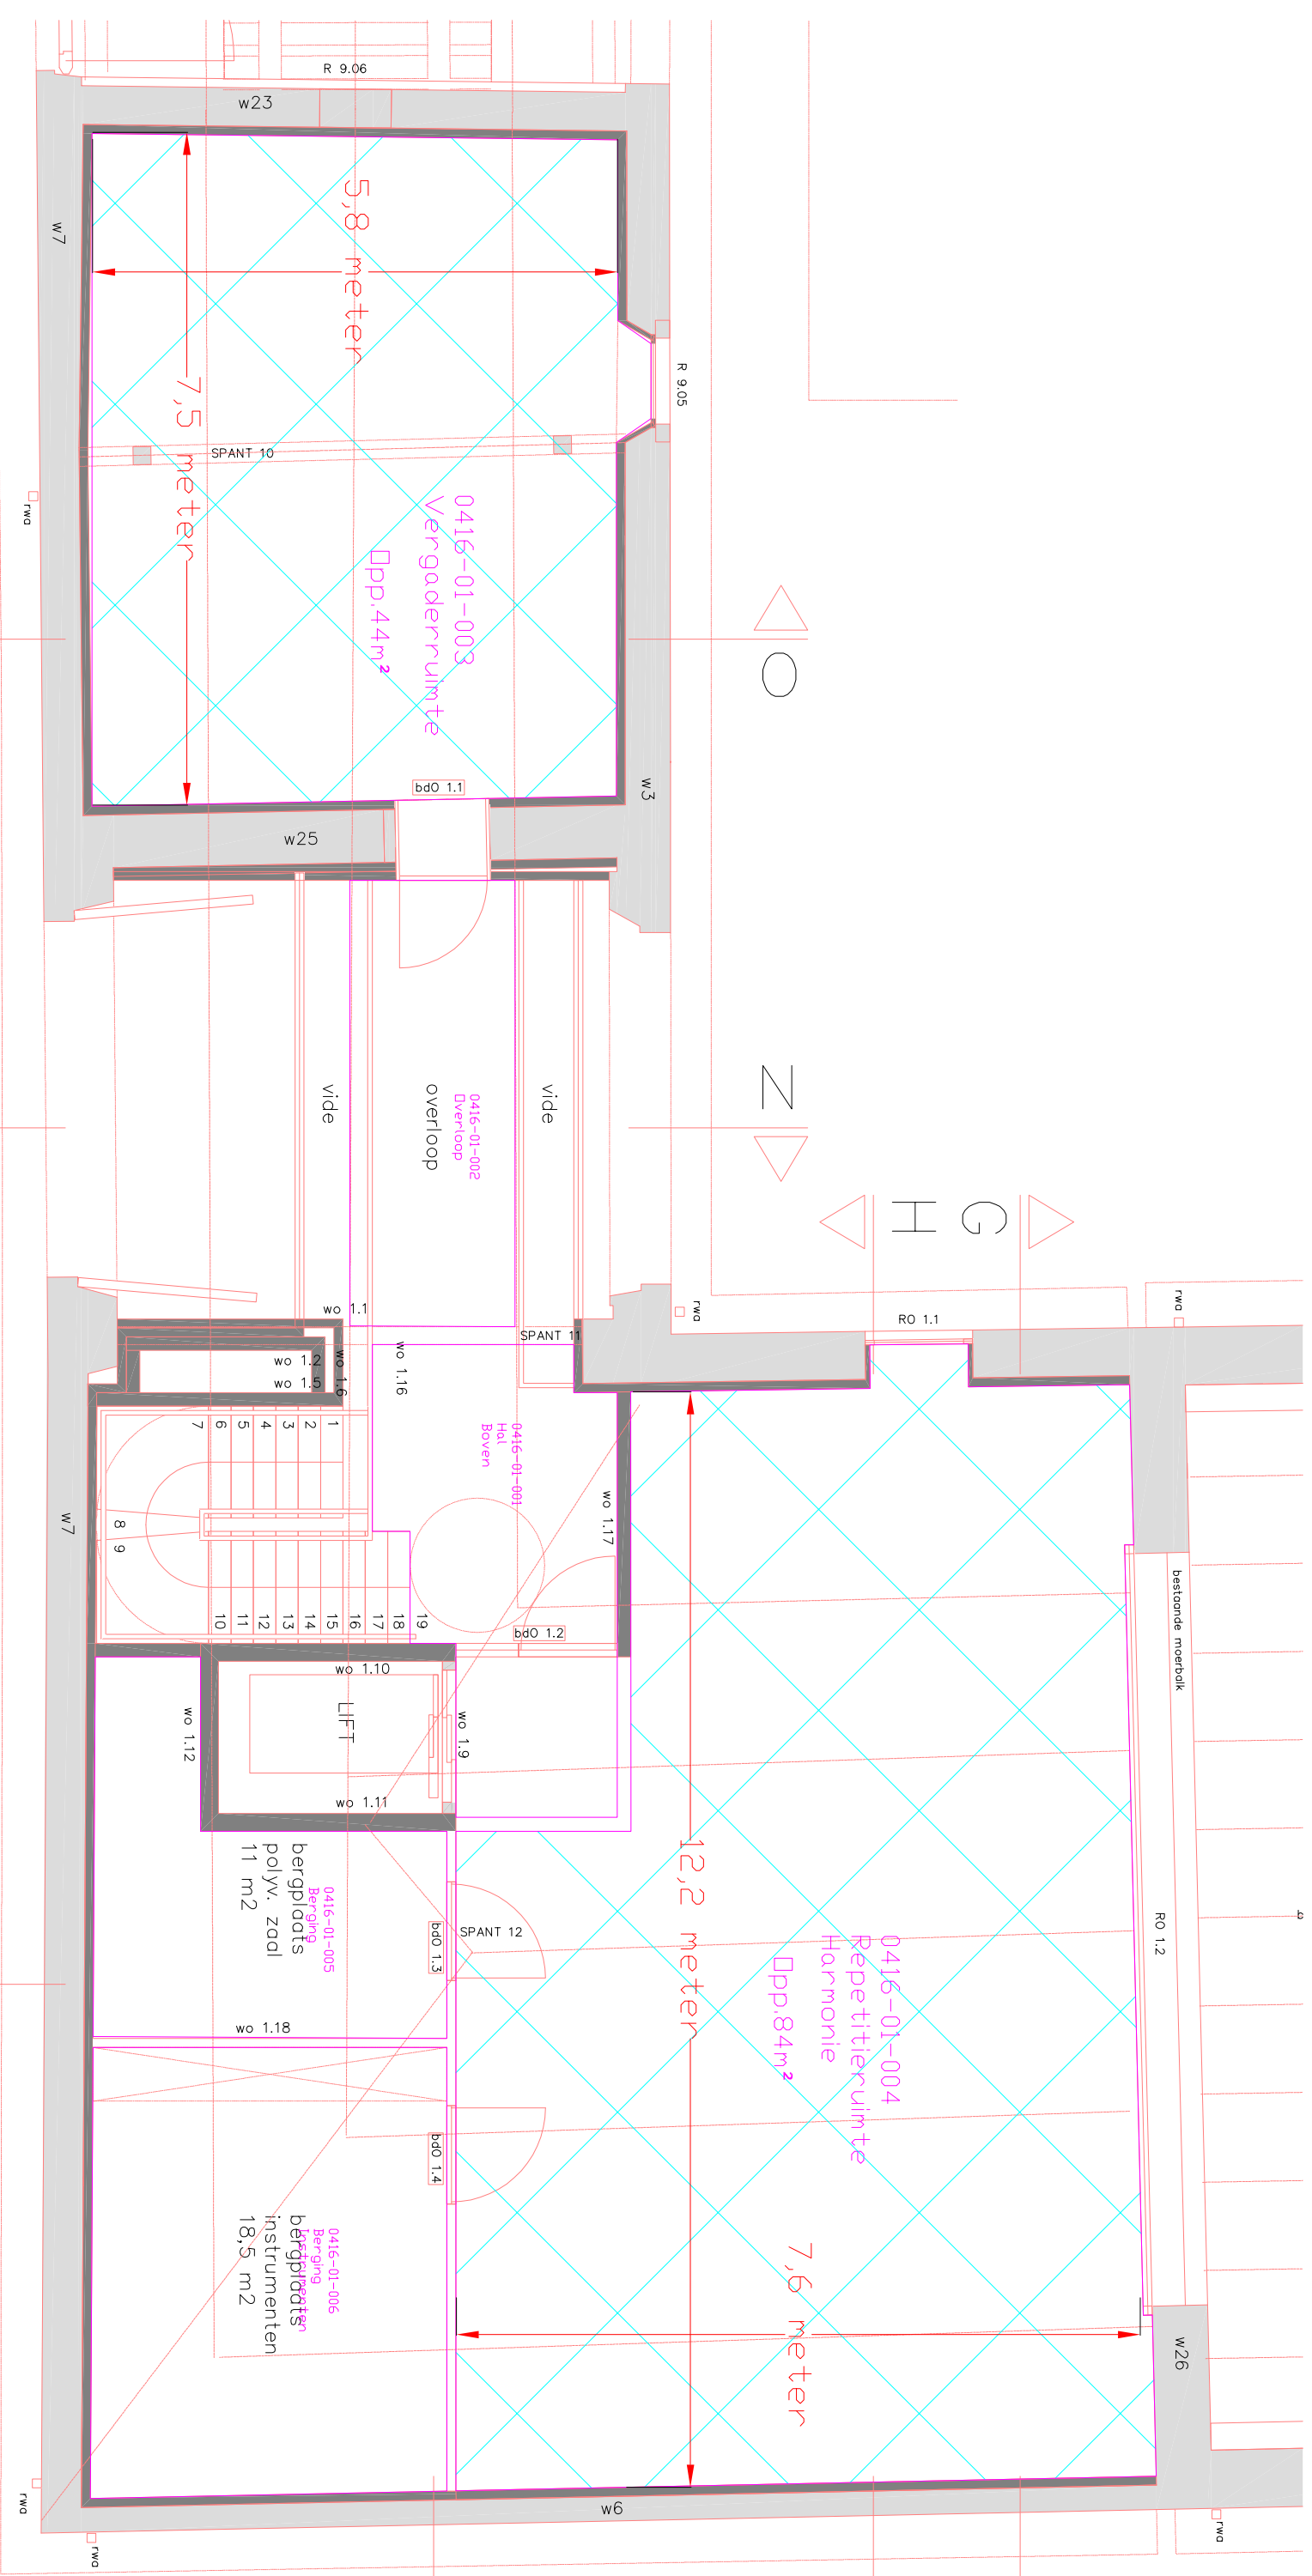 R 9.06
w23
w7
5,8 meter
R 9.05
7,5 meter
SPANT 10
rwa
0416-01-003
Vergaderruimte
Opp.44m²
O
w3
bd0 1.1
w25
N
vide
0416-01-002
Overloop
overloop
vide
G
H
rwa
rwa
RO 1.1
wo 1.1
SPANT 11
wo 1.2
wo 1.5
wo 1.6
wo 1.16
0416-01-001
Hal
Boven
1
2
3
4
5
6
7
8
9
10
11
12
13
14
15
16
17
18
19
w7
wo 1.17
bd0 1.2
bestaande moerbalk
wo 1.10
LIFT
wo 1.9
wo 1.12
wo 1.11
12,2 meter
0416-01-005
Berging
bergplaats
polyv. zaal
11 m2
bd0 1.3
SPANT 12
RO 1.2
0416-01-004
Repetitieruimte
Harmonie
Opp.84m²
wo 1.18
bd0 1.4
0416-01-006
Berging
Instrumenten
bergplaats
instrumenten
18,5 m2
7,6 meter
w26
w6
rwa
rwa
rwa